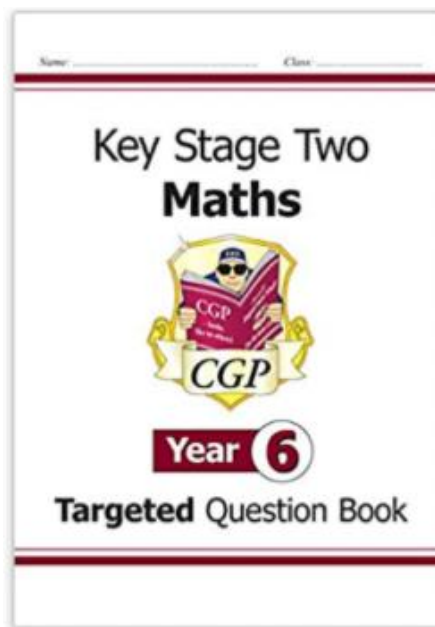 Name: Class:
Key Stage Two
Maths
CGP
CGP
Year 6
Targeted Question Book